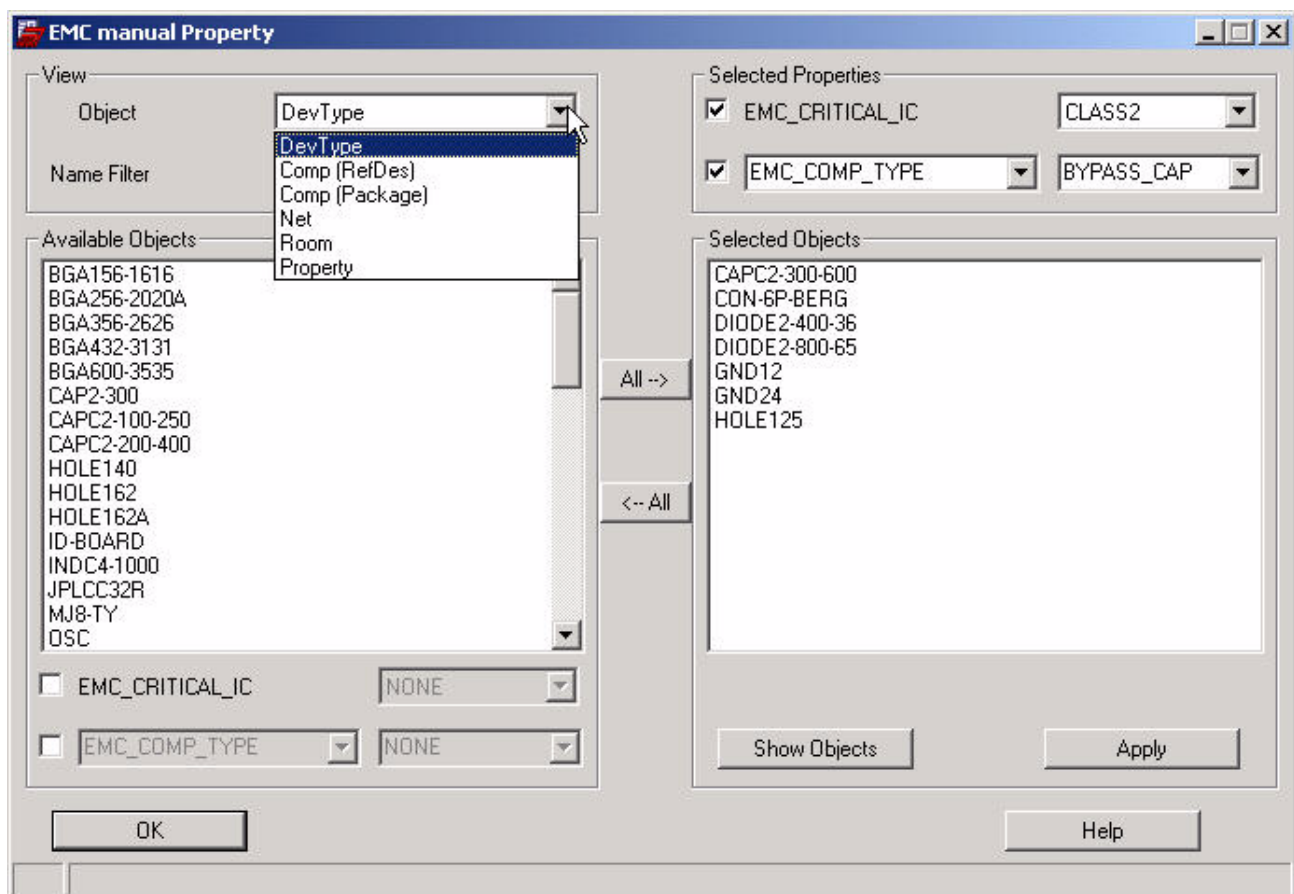 EMC manual Property
View
Object
DevType
DevType
Comp (RefDes)
Comp (Package)
Net
Room
Property
Name Filter
Selected Properties
EMC_CRITICAL_IC
CLASS2
EMC_COMP_TYPE
BYPASS_CAP
Available Objects
BGA156-1616
BGA256-2020A
BGA356-2626
BGA432-3131
BGA600-3535
CAP2-300
CAPC2-100-250
CAPC2-200-400
HOLE140
HOLE162
HOLE162A
ID-BOARD
INDC4-1000
JPLCC32R
MJ8-TY
OSC
EMC_CRITICAL_IC
NONE
EMC_COMP_TYPE
NONE
All -->
<-- All
Selected Objects
CAPC2-300-600
CON-6P-BERG
DIODE2-400-36
DIODE2-800-65
GND12
GND24
HOLE125
Show Objects
Apply
OK
Help